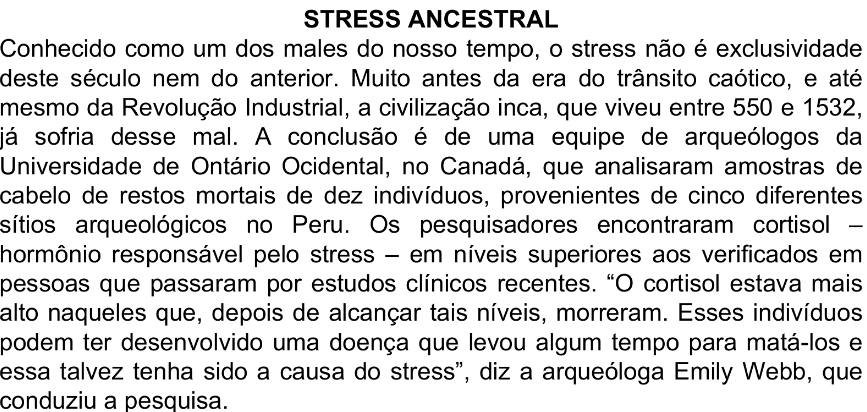 STRESS ANCESTRAL
Conhecido como um dos males do nosso tempo, o stress não é exclusividade
deste século nem do anterior. Muito antes da era do trânsito caótico, e até
mesmo da Revolução Industrial, a civilização inca, que viveu entre 550 e 1532,
já sofria desse mal. A conclusão é de uma equipe de arqueólogos da
Universidade de Ontário Ocidental, no Canadá, que analisaram amostras de
cabelo de restos mortais de dez indivíduos, provenientes de cinco diferentes
sítios arqueológicos no Peru. Os pesquisadores encontraram cortisol –
hormônio responsável pelo stress – em níveis superiores aos verificados em
pessoas que passaram por estudos clínicos recentes. “O cortisol estava mais
alto naqueles que, depois de alcançar tais níveis, morreram. Esses indivíduos
podem ter desenvolvido uma doença que levou algum tempo para matá-los e
essa talvez tenha sido a causa do stress”, diz a arqueóloga Emily Webb, que
conduziu a pesquisa.